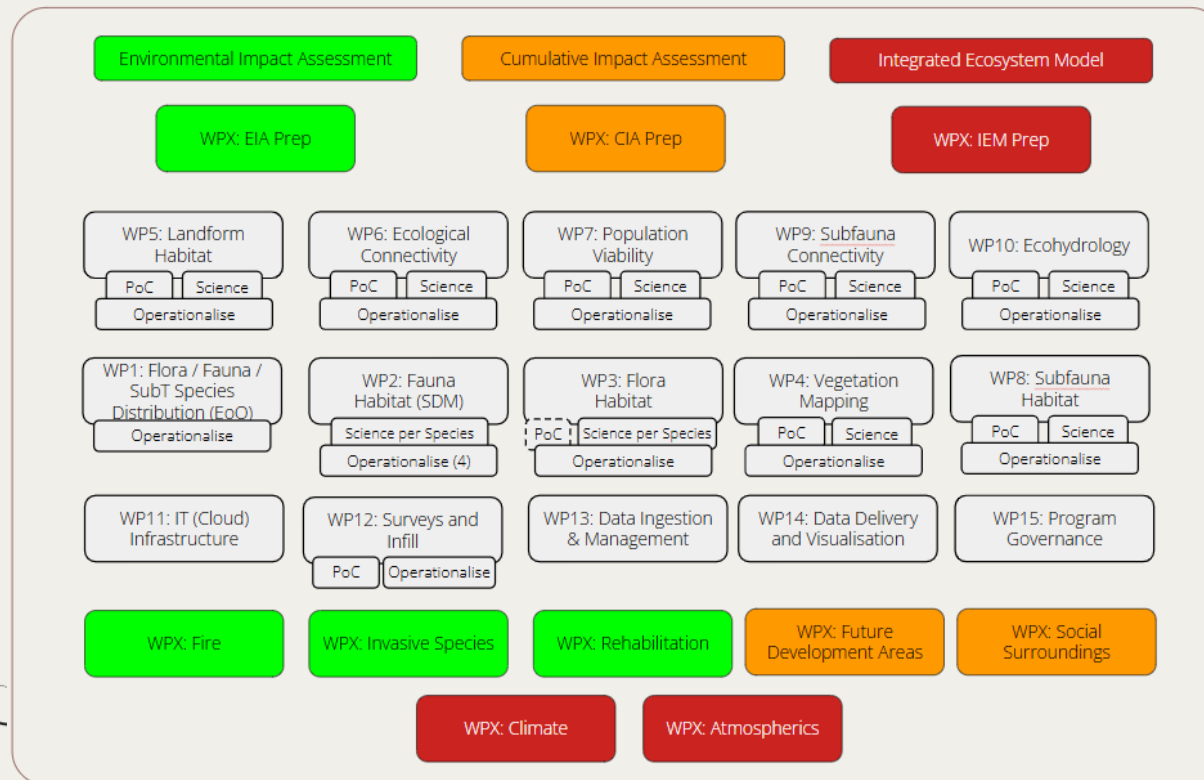 Environmental Impact Assessment
Cumulative Impact Assessment
Integrated Ecosystem Model
WPX: EIA Prep
WPX: CIA Prep
WPX: IEM Prep
WP5: Landform
Habitat
PoC
Science
Operationalise
WP6: Ecological
Connectivity
PoC
Science
Operationalise
WP7: Population
Viability
PoC
Science
Operationalise
WP9: Subfauna
Connectivity
PoC
Science
Operationalise
WP10: Ecohydrology
PoC
Science
Operationalise
WP1: Flora / Fauna /
SubT Species
Distribution (EoO)
Operationalise
WP2: Fauna
Habitat (SDM)
Science per Species
Operationalise (4)
WP3: Flora
Habitat
PoC
Science per Species
Operationalise
WP4: Vegetation
Mapping
PoC
Science
Operationalise
WP8: Subfauna
Habitat
PoC
Science
Operationalise
WP11: IT (Cloud)
Infrastructure
WP12: Surveys and
Infill
PoC
Operationalise
WP13: Data Ingestion
& Management
WP14: Data Delivery
and Visualisation
WP15: Program
Governance
WPX: Fire
WPX: Invasive Species
WPX: Rehabilitation
WPX: Future
Development Areas
WPX: Social
Surroundings
WPX: Climate
WPX: Atmospherics